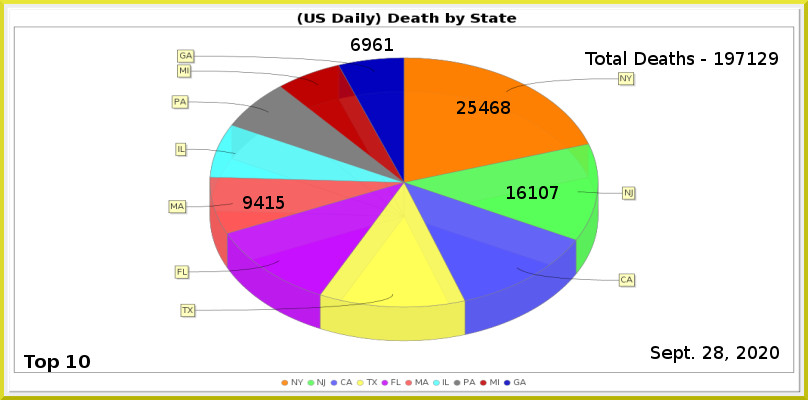 (US Daily) Death by State
6961
Total Deaths - 197129
GA
MI
NY
PA
25468
IL
NJ
16107
MA
9415
FL
CA
TX
Sept. 28, 2020
Top 10
NY NJ CA TX FL MA IL PA MI GA